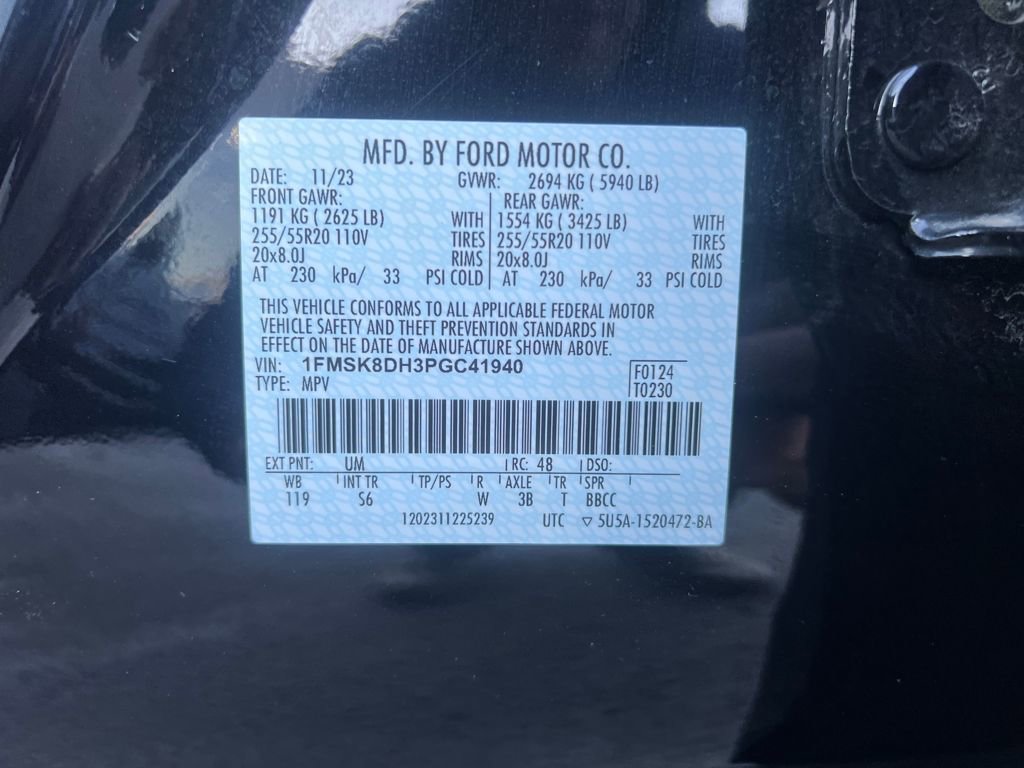 MFD. BY FORD MOTOR CO.
DATE: 11/23 GVWR: 2694 KG ( 5940 LB)
FRONT GAWR: REAR GAWR:
1191 KG ( 2625 LB) WITH 1554 KG ( 3425 LB) WITH
255/55R20 110V TIRES 255/55R20 110V TIRES
20x8.0J RIMS 20x8.0J RIMS
AT 230 kPa/ 33 PSI COLD AT 230 kPa/ 33 PSI COLD
THIS VEHICLE CONFORMS TO ALL APPLICABLE FEDERAL MOTOR
VEHICLE SAFETY AND THEFT PREVENTION STANDARDS IN
EFFECT ON THE DATE OF MANUFACTURE SHOWN ABOVE.
VIN: 1FMSK8DH3PGC41940 F0124
TYPE: MPV T0230
EXT PNT: UM RC: 48 DSO:
WB INT TR TP/PS R AXLE TR SPR
119 S6 W 3B T BBCC
1202311225239 UTC ▽ 5U5A-1520472-BA